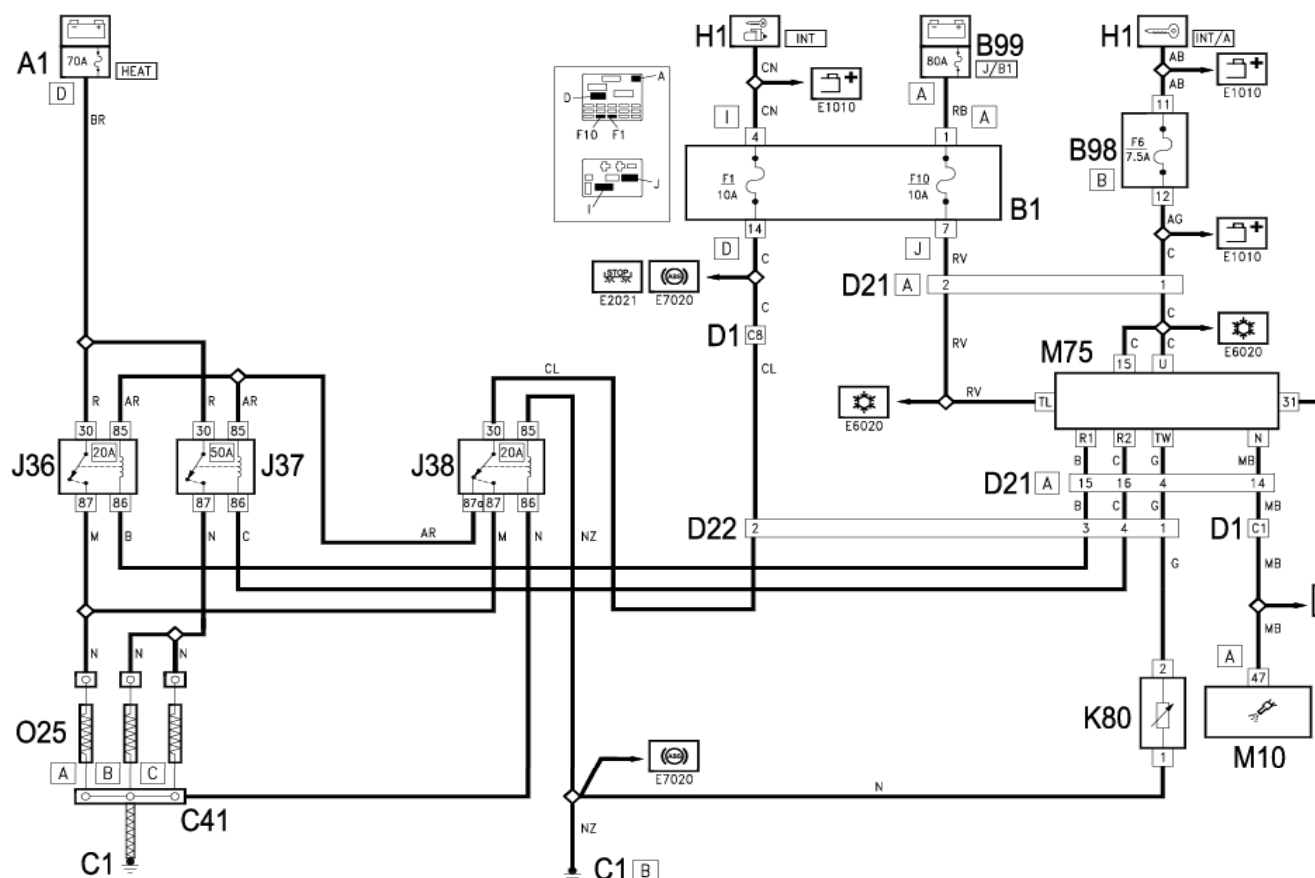 A1
70A
HEAT
D
BR
H1
INT
CN
E1010
CN
I
4
B99
80A
J/B1
A
RB
A
1
H1
INT/A
AB
E1010
AB
11
A
D
F10 F1
J
I
F1
10A
F10
10A
B1
B98
F6
7.5A
B
12
14
D
C
7
J
RV
AG
E1010
C
STOP
E2021
ABS
E7020
C
D21 A 2 1
D1 C8
CL
RV
C
C C
E6020
M75
15 U
E6020
RV
TL
31
R1 R2 TW N
B C G MB
D21 A 15 16 4 14
B C G MB
D22 2 3 4 1
D1 C1
G
MB
MB
A
47
M10
R AR R AR
30 85 30 85
J36 20A 50A J37
87 86 87 86
M B N C
CL
30 85
J38 20A
87a 87 86
AR M N NZ
N N N
O25
A B C
C41
C1
ABS
E7020
N
NZ
C1 B
2
K80
1